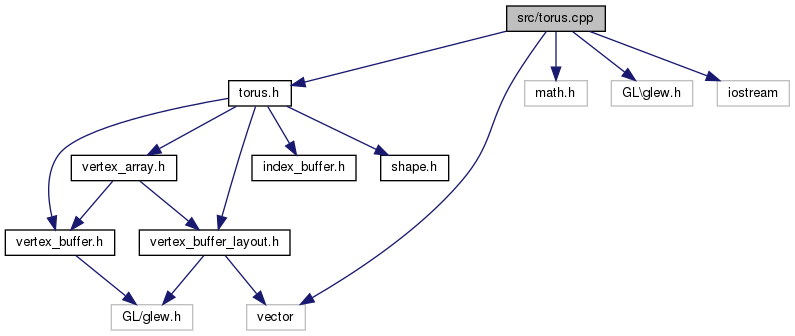 src/torus.cpp
torus.h
math.h
GL\glew.h
iostream
vertex_array.h
index_buffer.h
shape.h
vertex_buffer.h
vertex_buffer_layout.h
GL/glew.h
vector